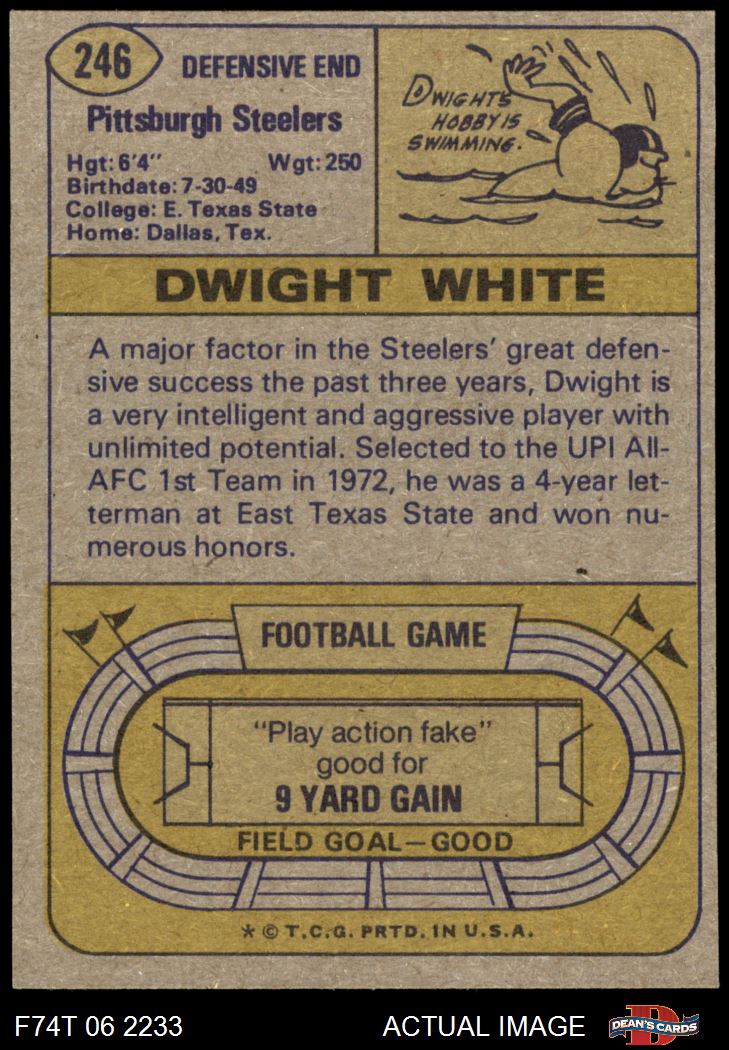 246
DEFENSIVE END
Pittsburgh Steelers
Hgt: 6'4" Wgt: 250
Birthdate: 7-30-49
College: E. Texas State
Home: Dallas, Tex.
DWIGHT'S
HOBBY IS
SWIMMING.
DWIGHT WHITE
A major factor in the Steelers' great defen-
sive success the past three years, Dwight is
a very intelligent and aggressive player with
unlimited potential. Selected to the UPI All-
AFC 1st Team in 1972, he was a 4-year let-
terman at East Texas State and won nu-
merous honors.
FOOTBALL GAME
"Play action fake"
good for
9 YARD GAIN
FIELD GOAL—GOOD
* © T.C.G. PRTD. IN U.S.A.
F74T 06 2233
ACTUAL IMAGE
D
DEAN'S CARDS